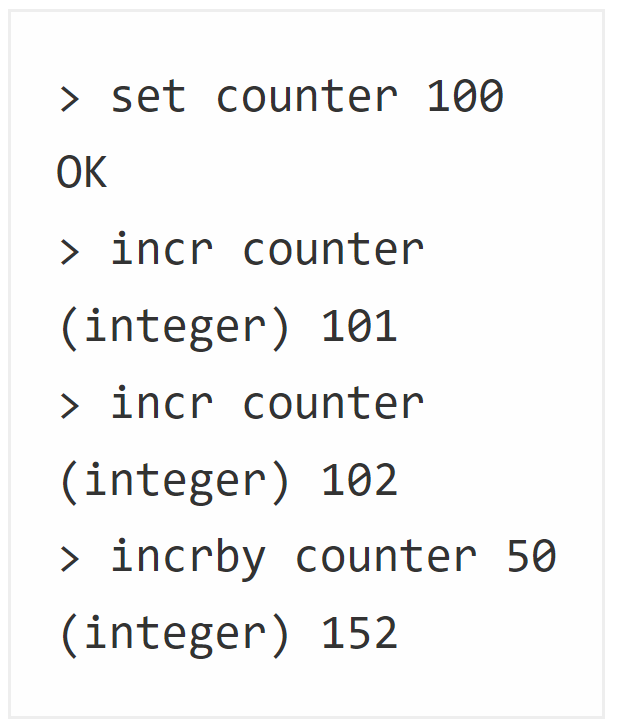 > set counter 100
OK
> incr counter
(integer) 101
> incr counter
(integer) 102
> incrby counter 50
(integer) 152